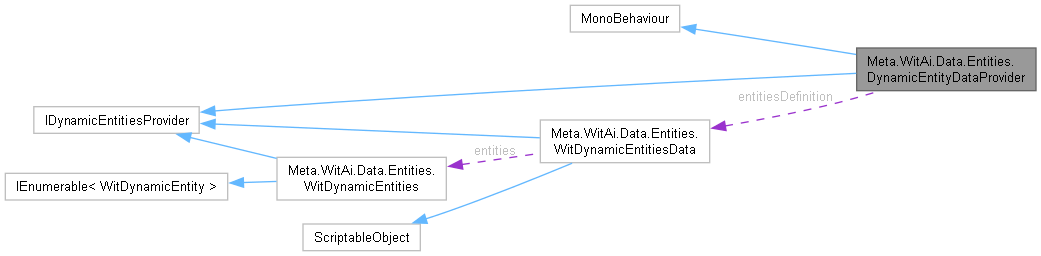 MonoBehaviour
Meta.WitAi.Data.Entities.
DynamicEntityDataProvider
entitiesDefinition
IDynamicEntitiesProvider
Meta.WitAi.Data.Entities.
WitDynamicEntitiesData
entities
Meta.WitAi.Data.Entities.
WitDynamicEntities
IEnumerable< WitDynamicEntity >
ScriptableObject